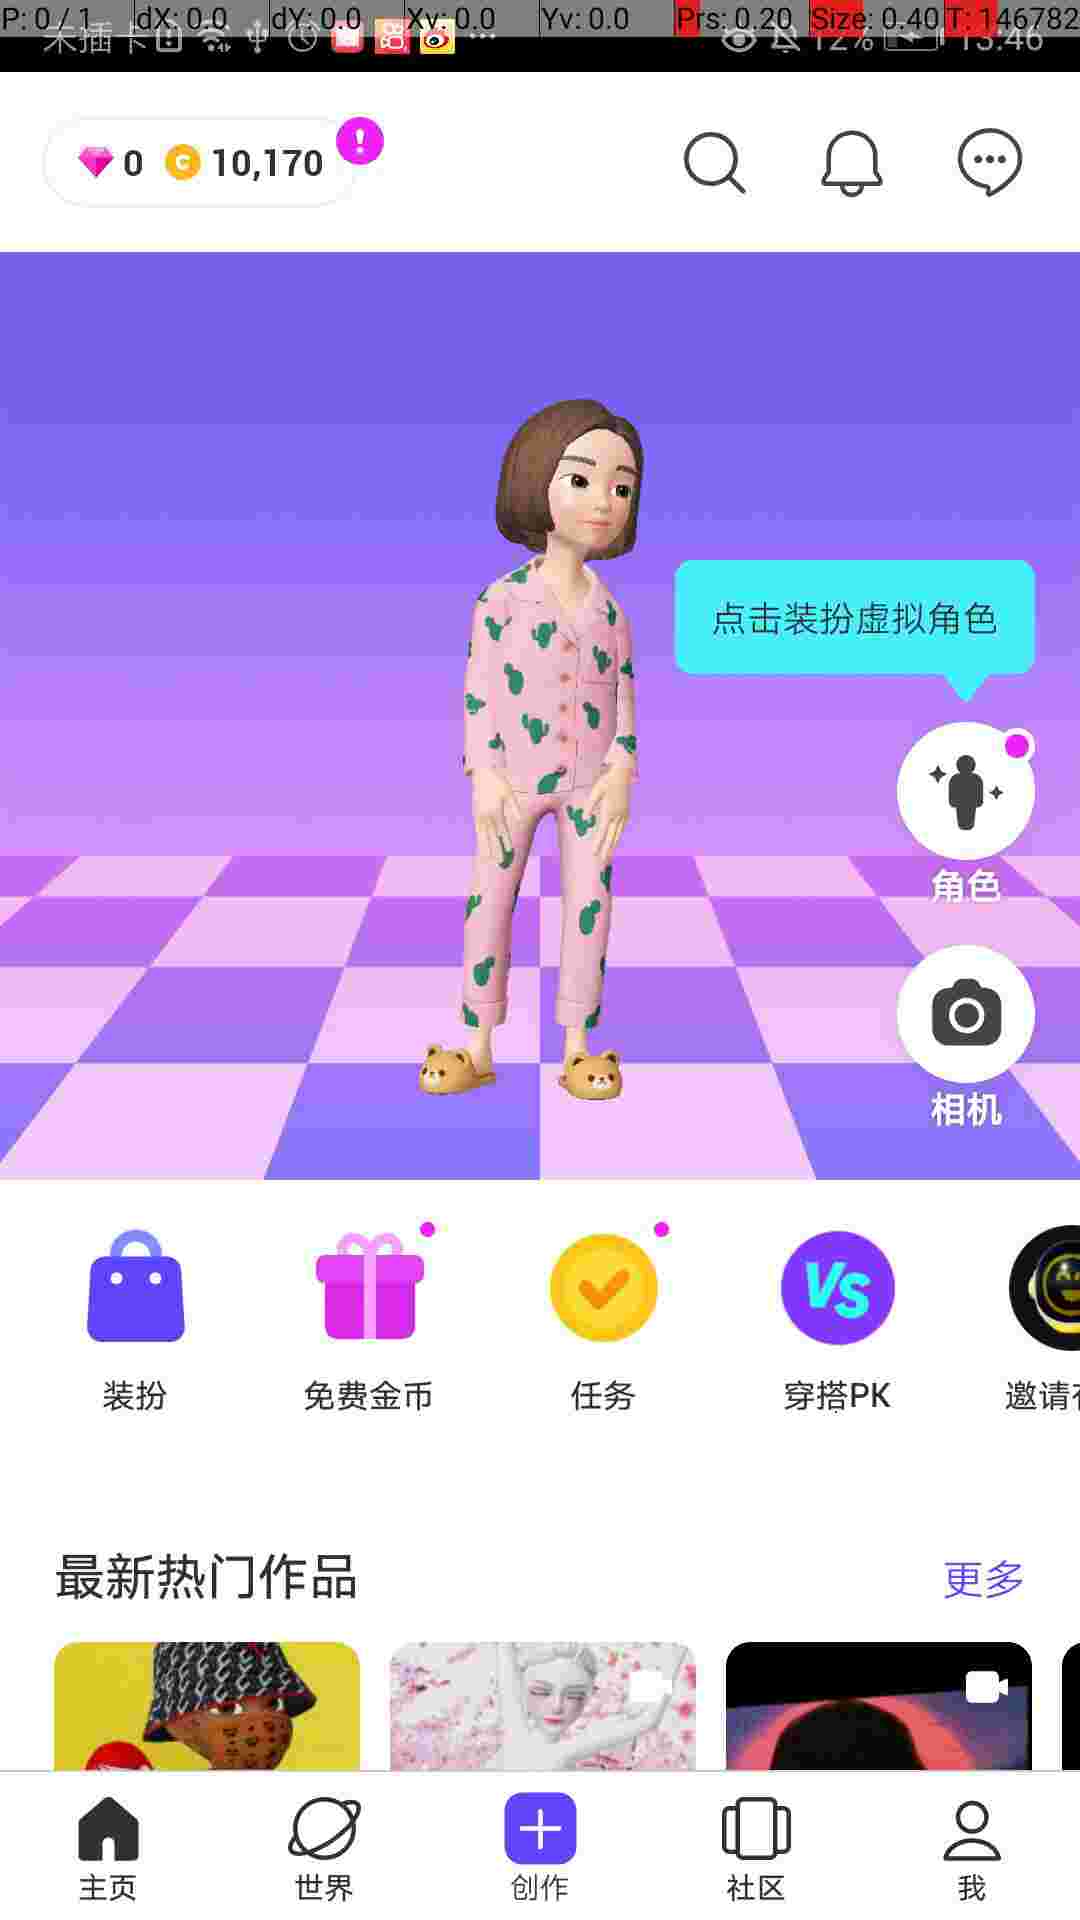 P: 0 / 1 dX: 0.0 dY: 0.0 Xv: 0.0 Yv: 0.0 Prs: 0.20 Size: 0.40 T: 146782
未插卡 12% 13:46
0 C 10,170 !
点击装扮虚拟角色
角色
相机
VS
装扮 免费金币 任务 穿搭PK 邀请
最新热门作品 更多
主页 世界 创作 社区 我